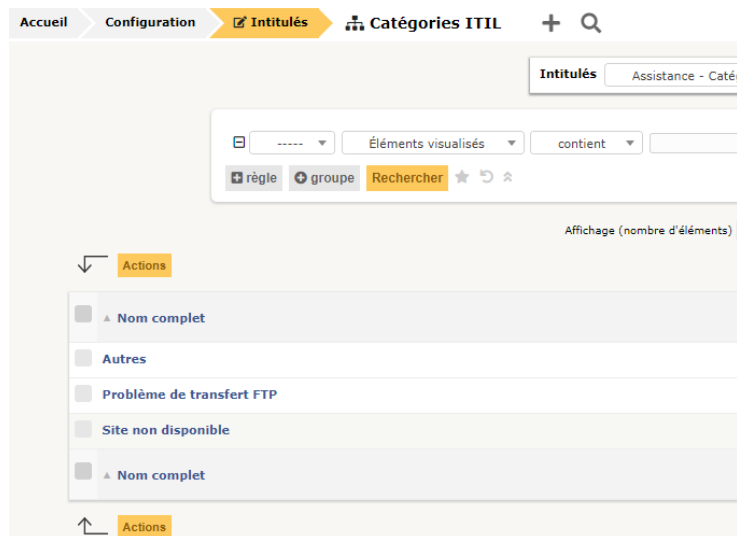 Accueil Configuration Intitulés Catégories ITIL
Intitulés Assistance - Caté
----- Éléments visualisés contient
règle groupe Rechercher
Affichage (nombre d'éléments)
Actions
Nom complet
Autres
Problème de transfert FTP
Site non disponible
Nom complet
Actions